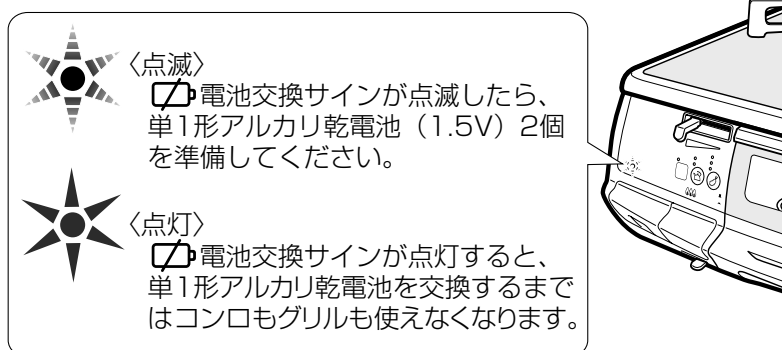 〈点滅〉
電池交換サインが点滅したら、
単1形アルカリ乾電池（1.5V）2個
を準備してください。
〈点灯〉
電池交換サインが点灯すると、
単1形アルカリ乾電池を交換するまで
はコンロもグリルも使えなくなります。